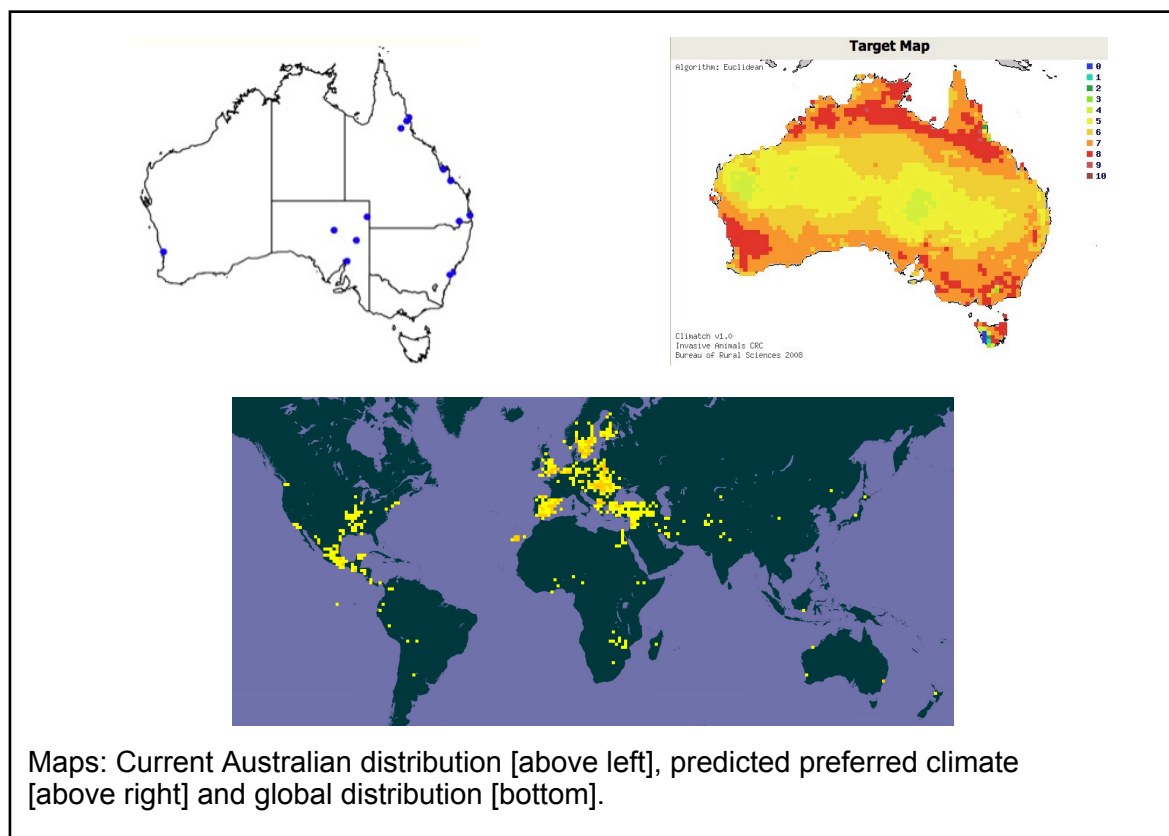 Target Map
Algorithm: Euclidean
0
1
2
3
4
5
6
7
8
9
10
Climatch v1.0
Invasive Animals CRC
Bureau of Rural Sciences 2008
Maps: Current Australian distribution [above left], predicted preferred climate
[above right] and global distribution [bottom].